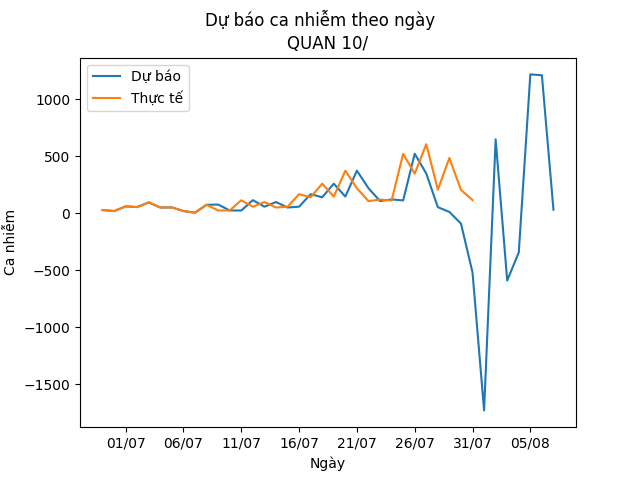 Dự báo ca nhiễm theo ngày
QUAN 10/
Dự báo
Thực tế
1000
500
0
−500
−1000
−1500
Ca nhiễm
01/07 06/07 11/07 16/07 21/07 26/07 31/07 05/08
Ngày